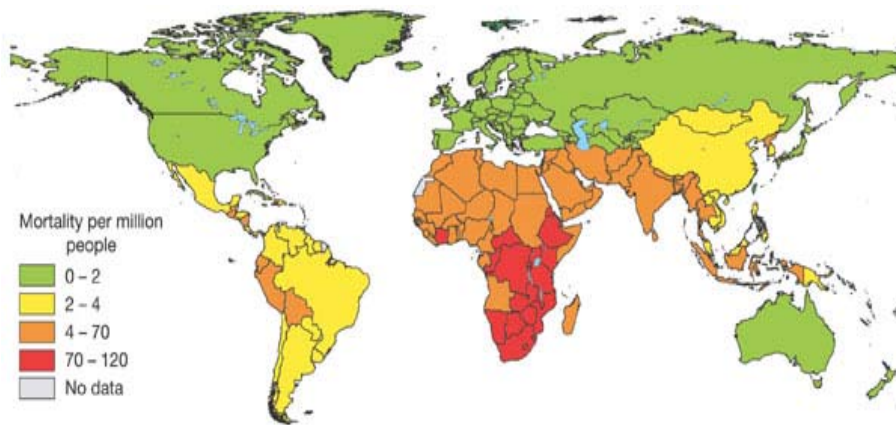 Mortality per million
people
0 – 2
2 – 4
4 – 70
70 – 120
No data